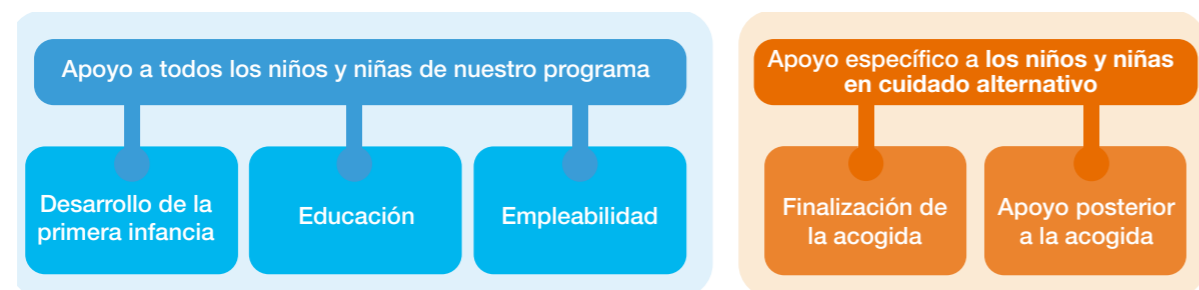 Apoyo a todos los niños y niñas de nuestro programa
Desarrollo de la
primera infancia
Educación
Empleabilidad
Apoyo específico a los niños y niñas
en cuidado alternativo
Finalización de
la acogida
Apoyo posterior
a la acogida